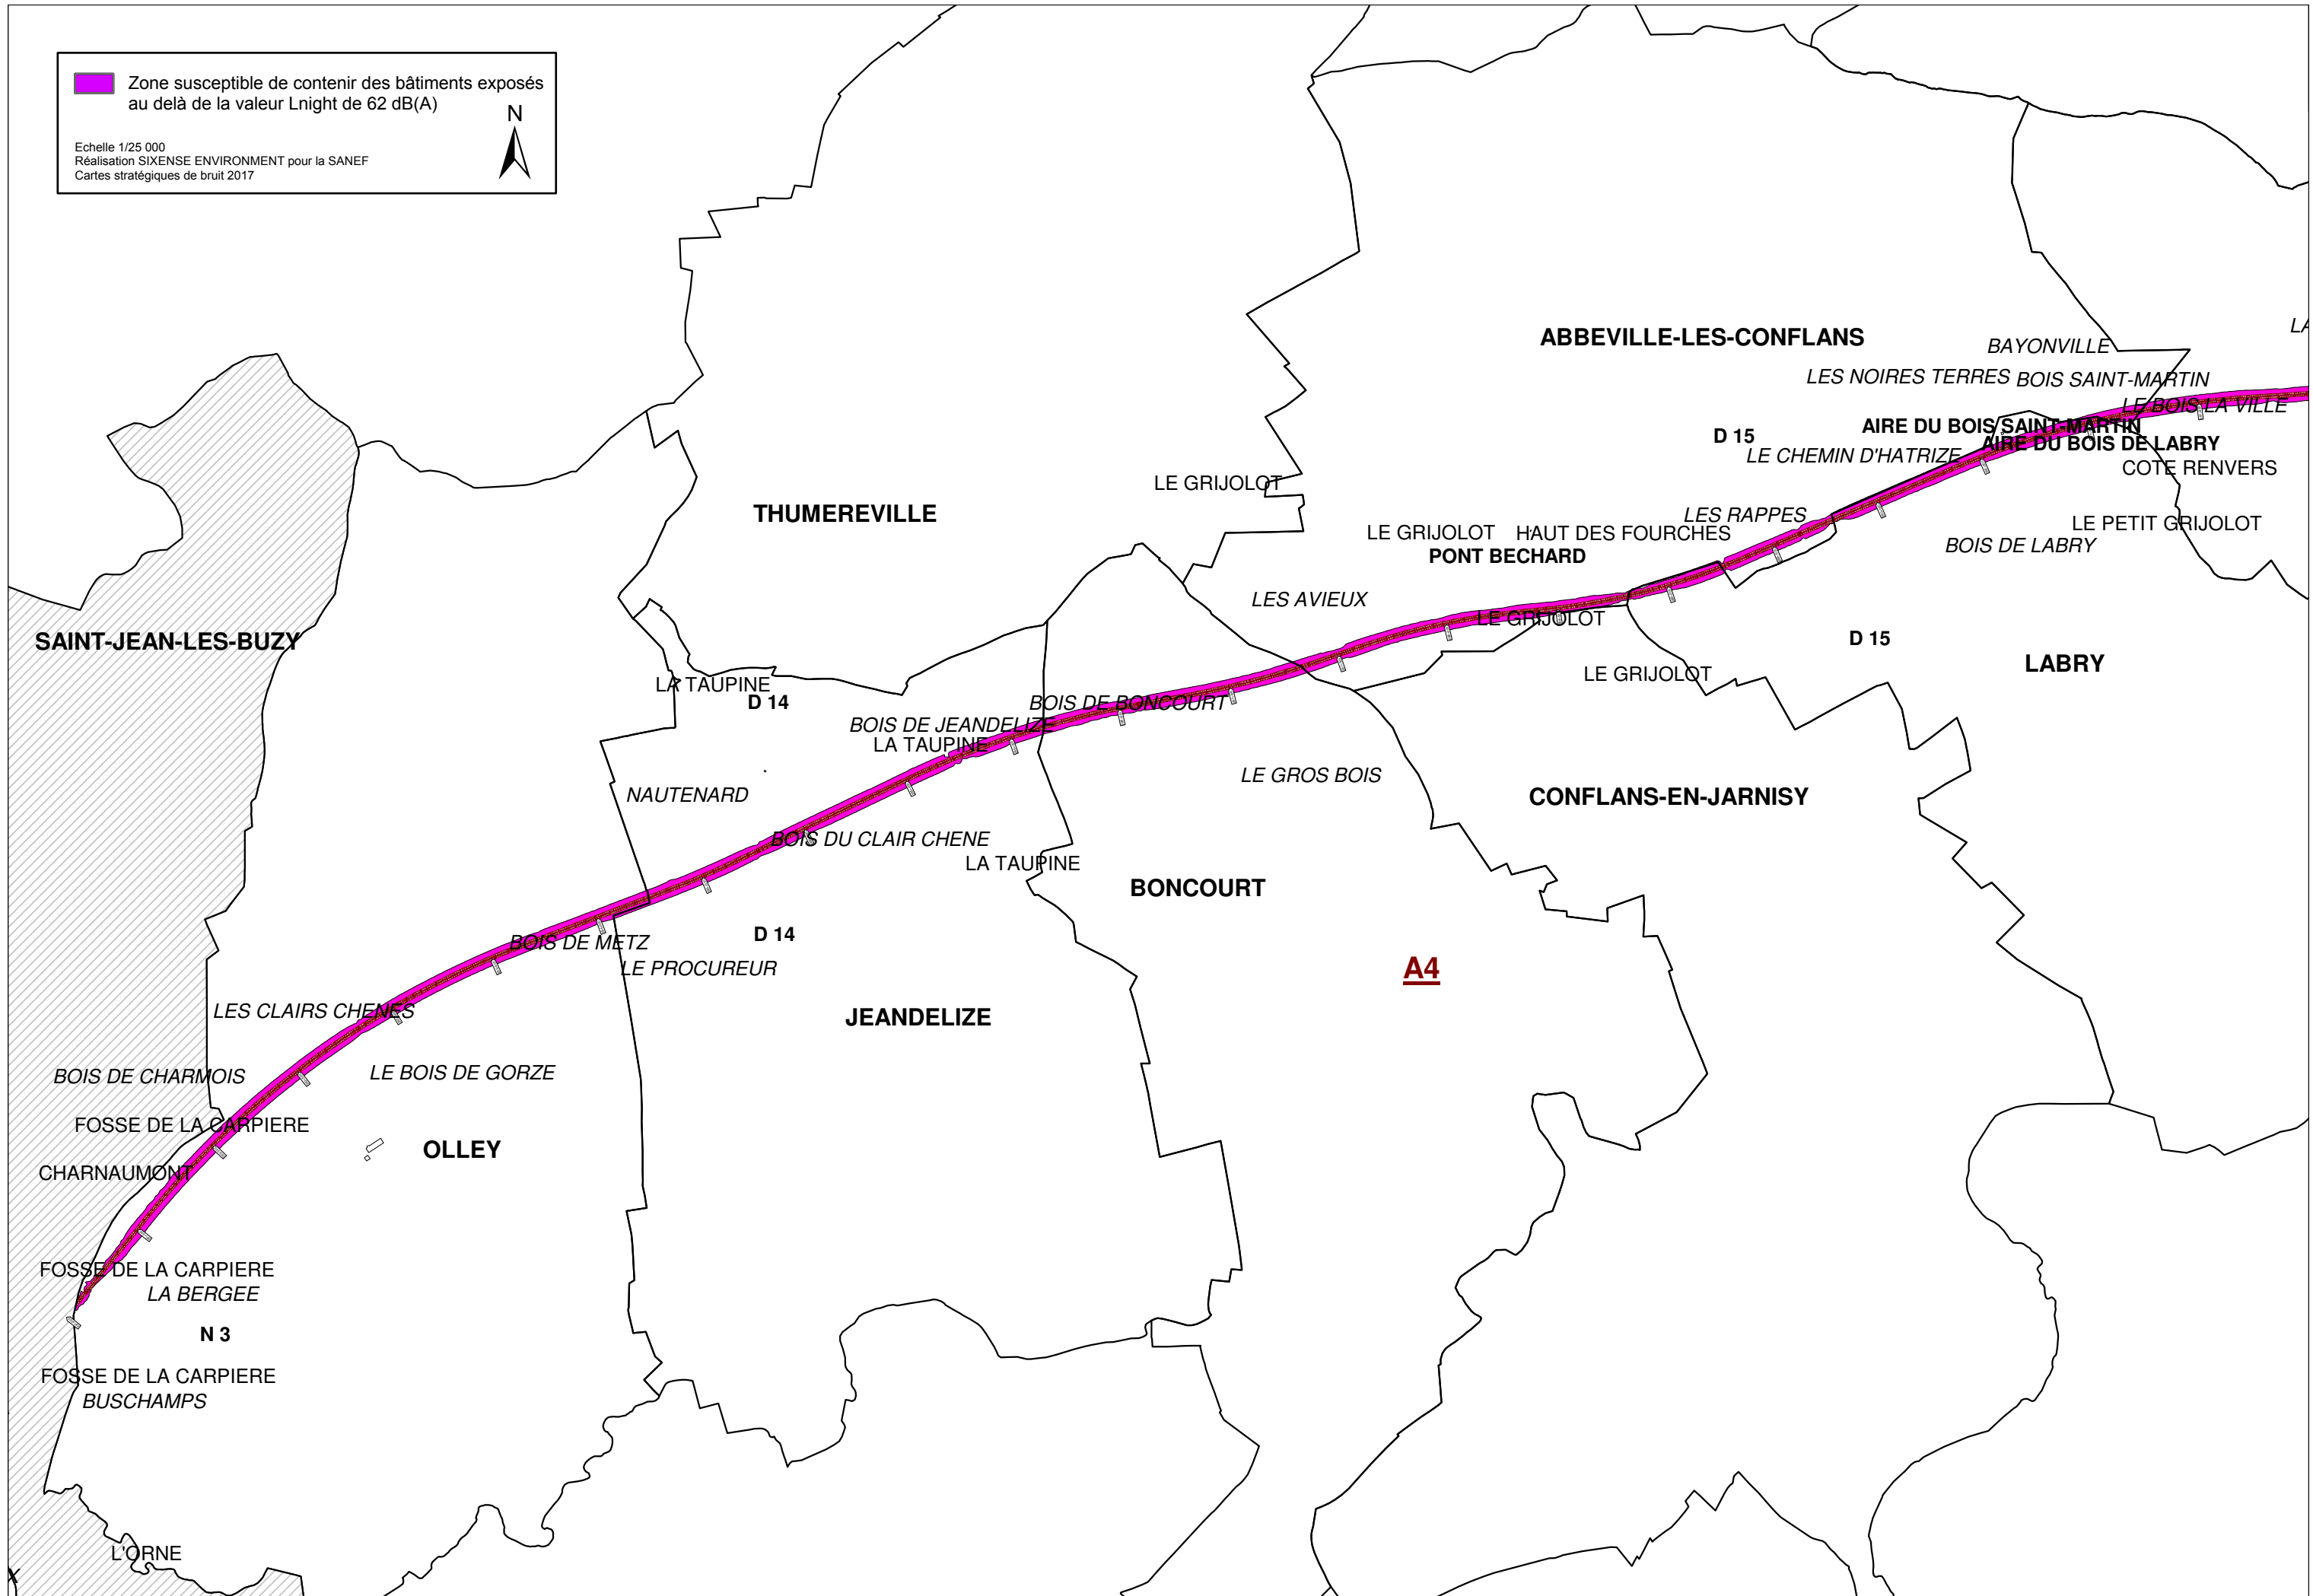 Zone susceptible de contenir des bâtiments exposés
au delà de la valeur Lnight de 62 dB(A)
N
Echelle 1/25 000
Réalisation SIXENSE ENVIRONMENT pour la SANEF
Cartes stratégiques de bruit 2017
ABBEVILLE-LES-CONFLANS
BAYONVILLE
LES NOIRES TERRES
BOIS SAINT-MARTIN
LE BOIS LA VILLE
AIRE DU BOIS SAINT-MARTIN
D 15
AIRE DU BOIS DE LABRY
LE CHEMIN D'HATRIZE
COTE RENVERS
LE GRIJOLOT
THUMEREVILLE
LES RAPPES
LE PETIT GRIJOLOT
LE GRIJOLOT
HAUT DES FOURCHES
BOIS DE LABRY
PONT BECHARD
LES AVIEUX
LE GRIJOLOT
SAINT-JEAN-LES-BUZY
D 15
LABRY
LE GRIJOLOT
LA TAUPINE
D 14
BOIS DE BONCOURT
BOIS DE JEANDELIZE
LA TAUPINE
LE GROS BOIS
NAUTENARD
CONFLANS-EN-JARNISY
BOIS DU CLAIR CHENE
LA TAUPINE
BONCOURT
D 14
BOIS DE METZ
LE PROCUREUR
A4
LES CLAIRS CHENES
JEANDELIZE
BOIS DE CHARMOIS
LE BOIS DE GORZE
FOSSE DE LA CARPIERE
OLLEY
CHARNAUMONT
FOSSE DE LA CARPIERE
LA BERGEE
N 3
FOSSE DE LA CARPIERE
BUSCHAMPS
L'ORNE